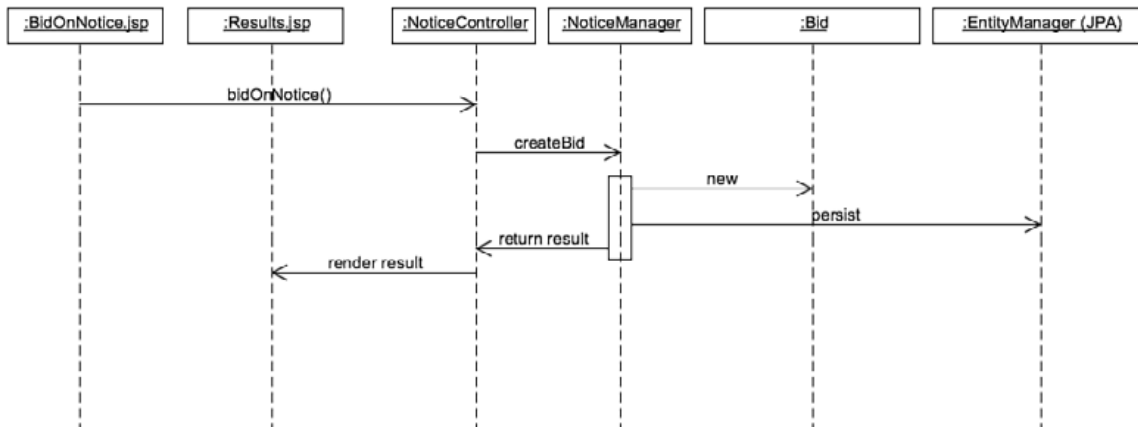 :BidOnNotice.jsp
:Results.jsp
:NoticeController
:NoticeManager
:Bid
:EntityManager (JPA)
bidOnNotice()
createBid
new
persist
return result
render result